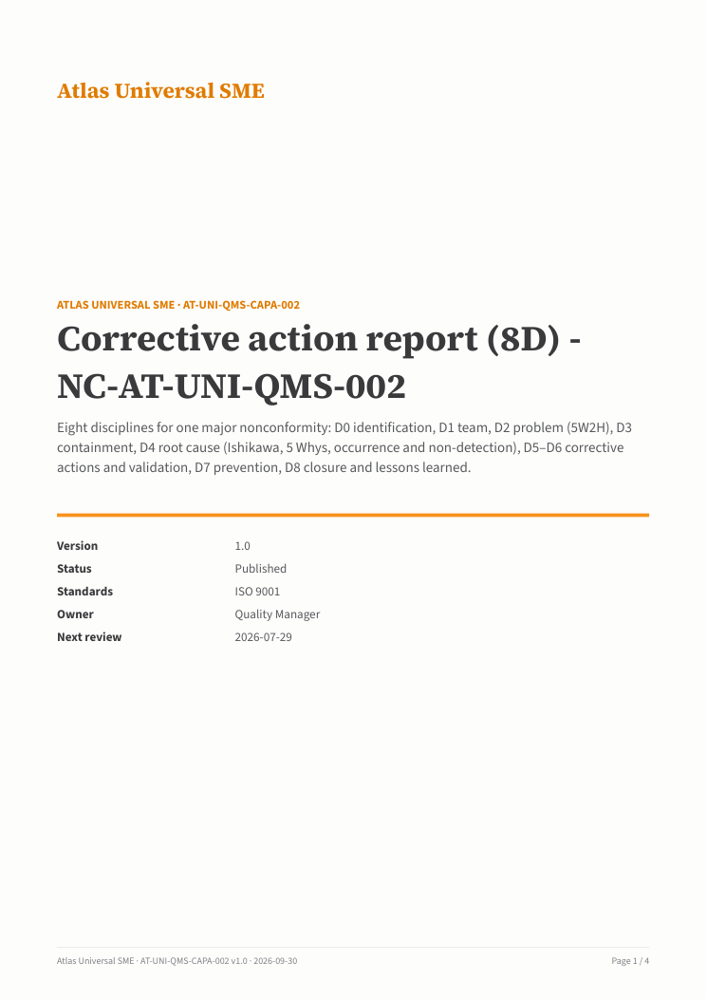 Atlas Universal SME
ATLAS UNIVERSAL SME · AT-UNI-QMS-CAPA-002
Corrective action report (8D) -
NC-AT-UNI-QMS-002
Eight disciplines for one major nonconformity: D0 identification, D1 team, D2 problem (5W2H), D3
containment, D4 root cause (Ishikawa, 5 Whys, occurrence and non-detection), D5–D6 corrective
actions and validation, D7 prevention, D8 closure and lessons learned.
Version 1.0
Status Published
Standards ISO 9001
Owner Quality Manager
Next review 2026-07-29
Atlas Universal SME · AT-UNI-QMS-CAPA-002 v1.0 · 2026-09-30 Page 1 / 4